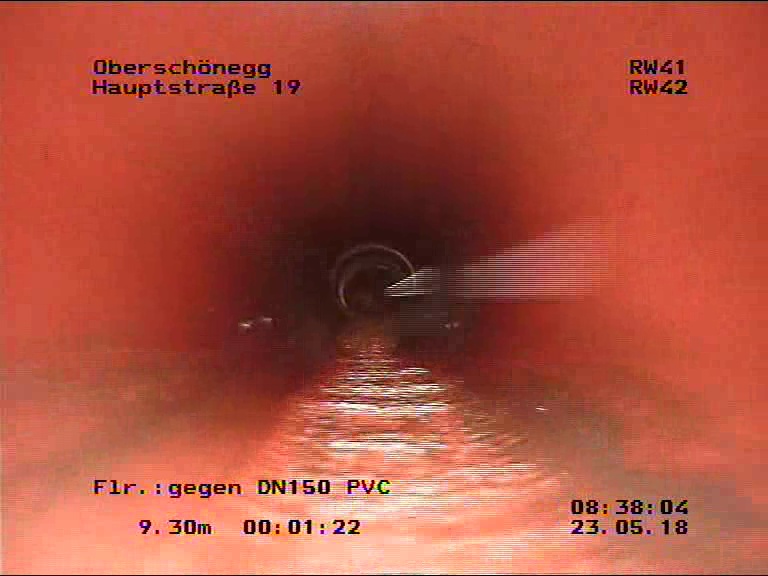 Oberschönegg
Hauptstraße 19
RW41
RW42
Flr.:gegen DN150 PVC
9.30m 00:01:22
08:38:04
23.05.18